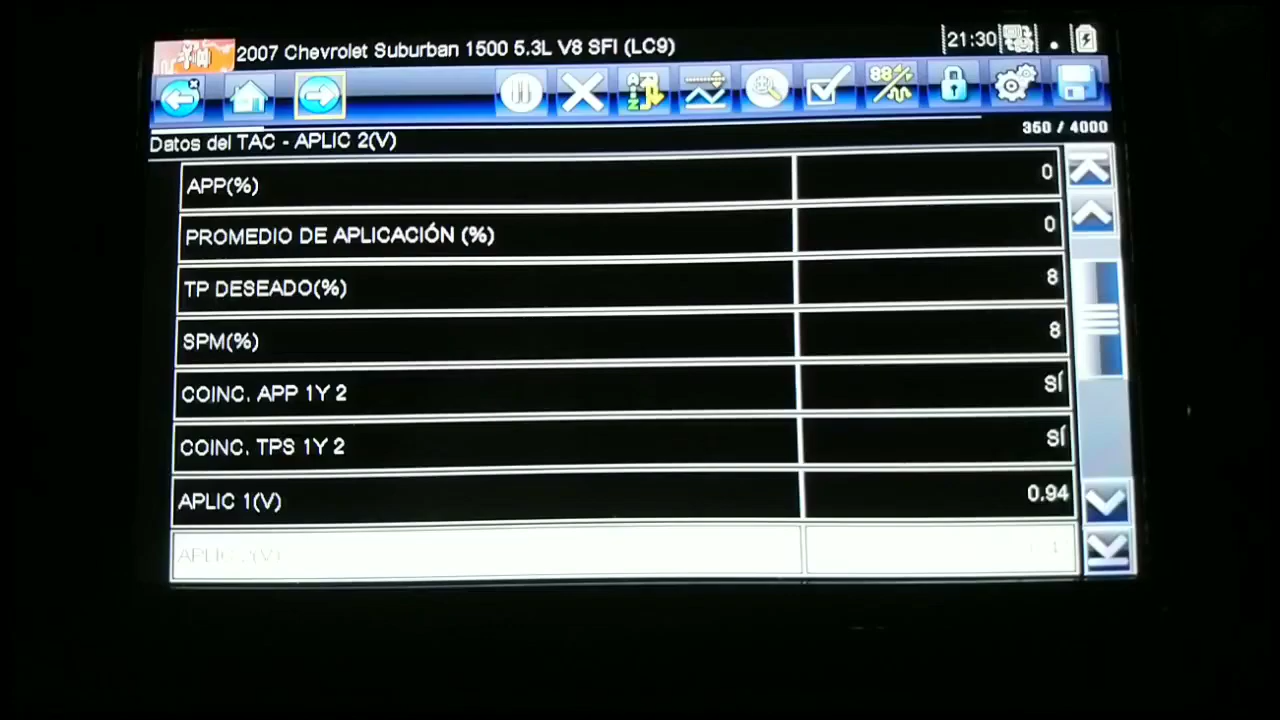 2007 Chevrolet Suburban 1500 5.3L V8 SFI (LC9)
21:30
350 / 4000
Datos del TAC - APLIC 2(V)
APP(%) 0
PROMEDIO DE APLICACIÓN (%) 0
TP DESEADO(%) 8
SPM(%) 8
COINC. APP 1Y 2 SÍ
COINC. TPS 1Y 2 SÍ
APLIC 1(V) 0.94
APLIC 2(V)